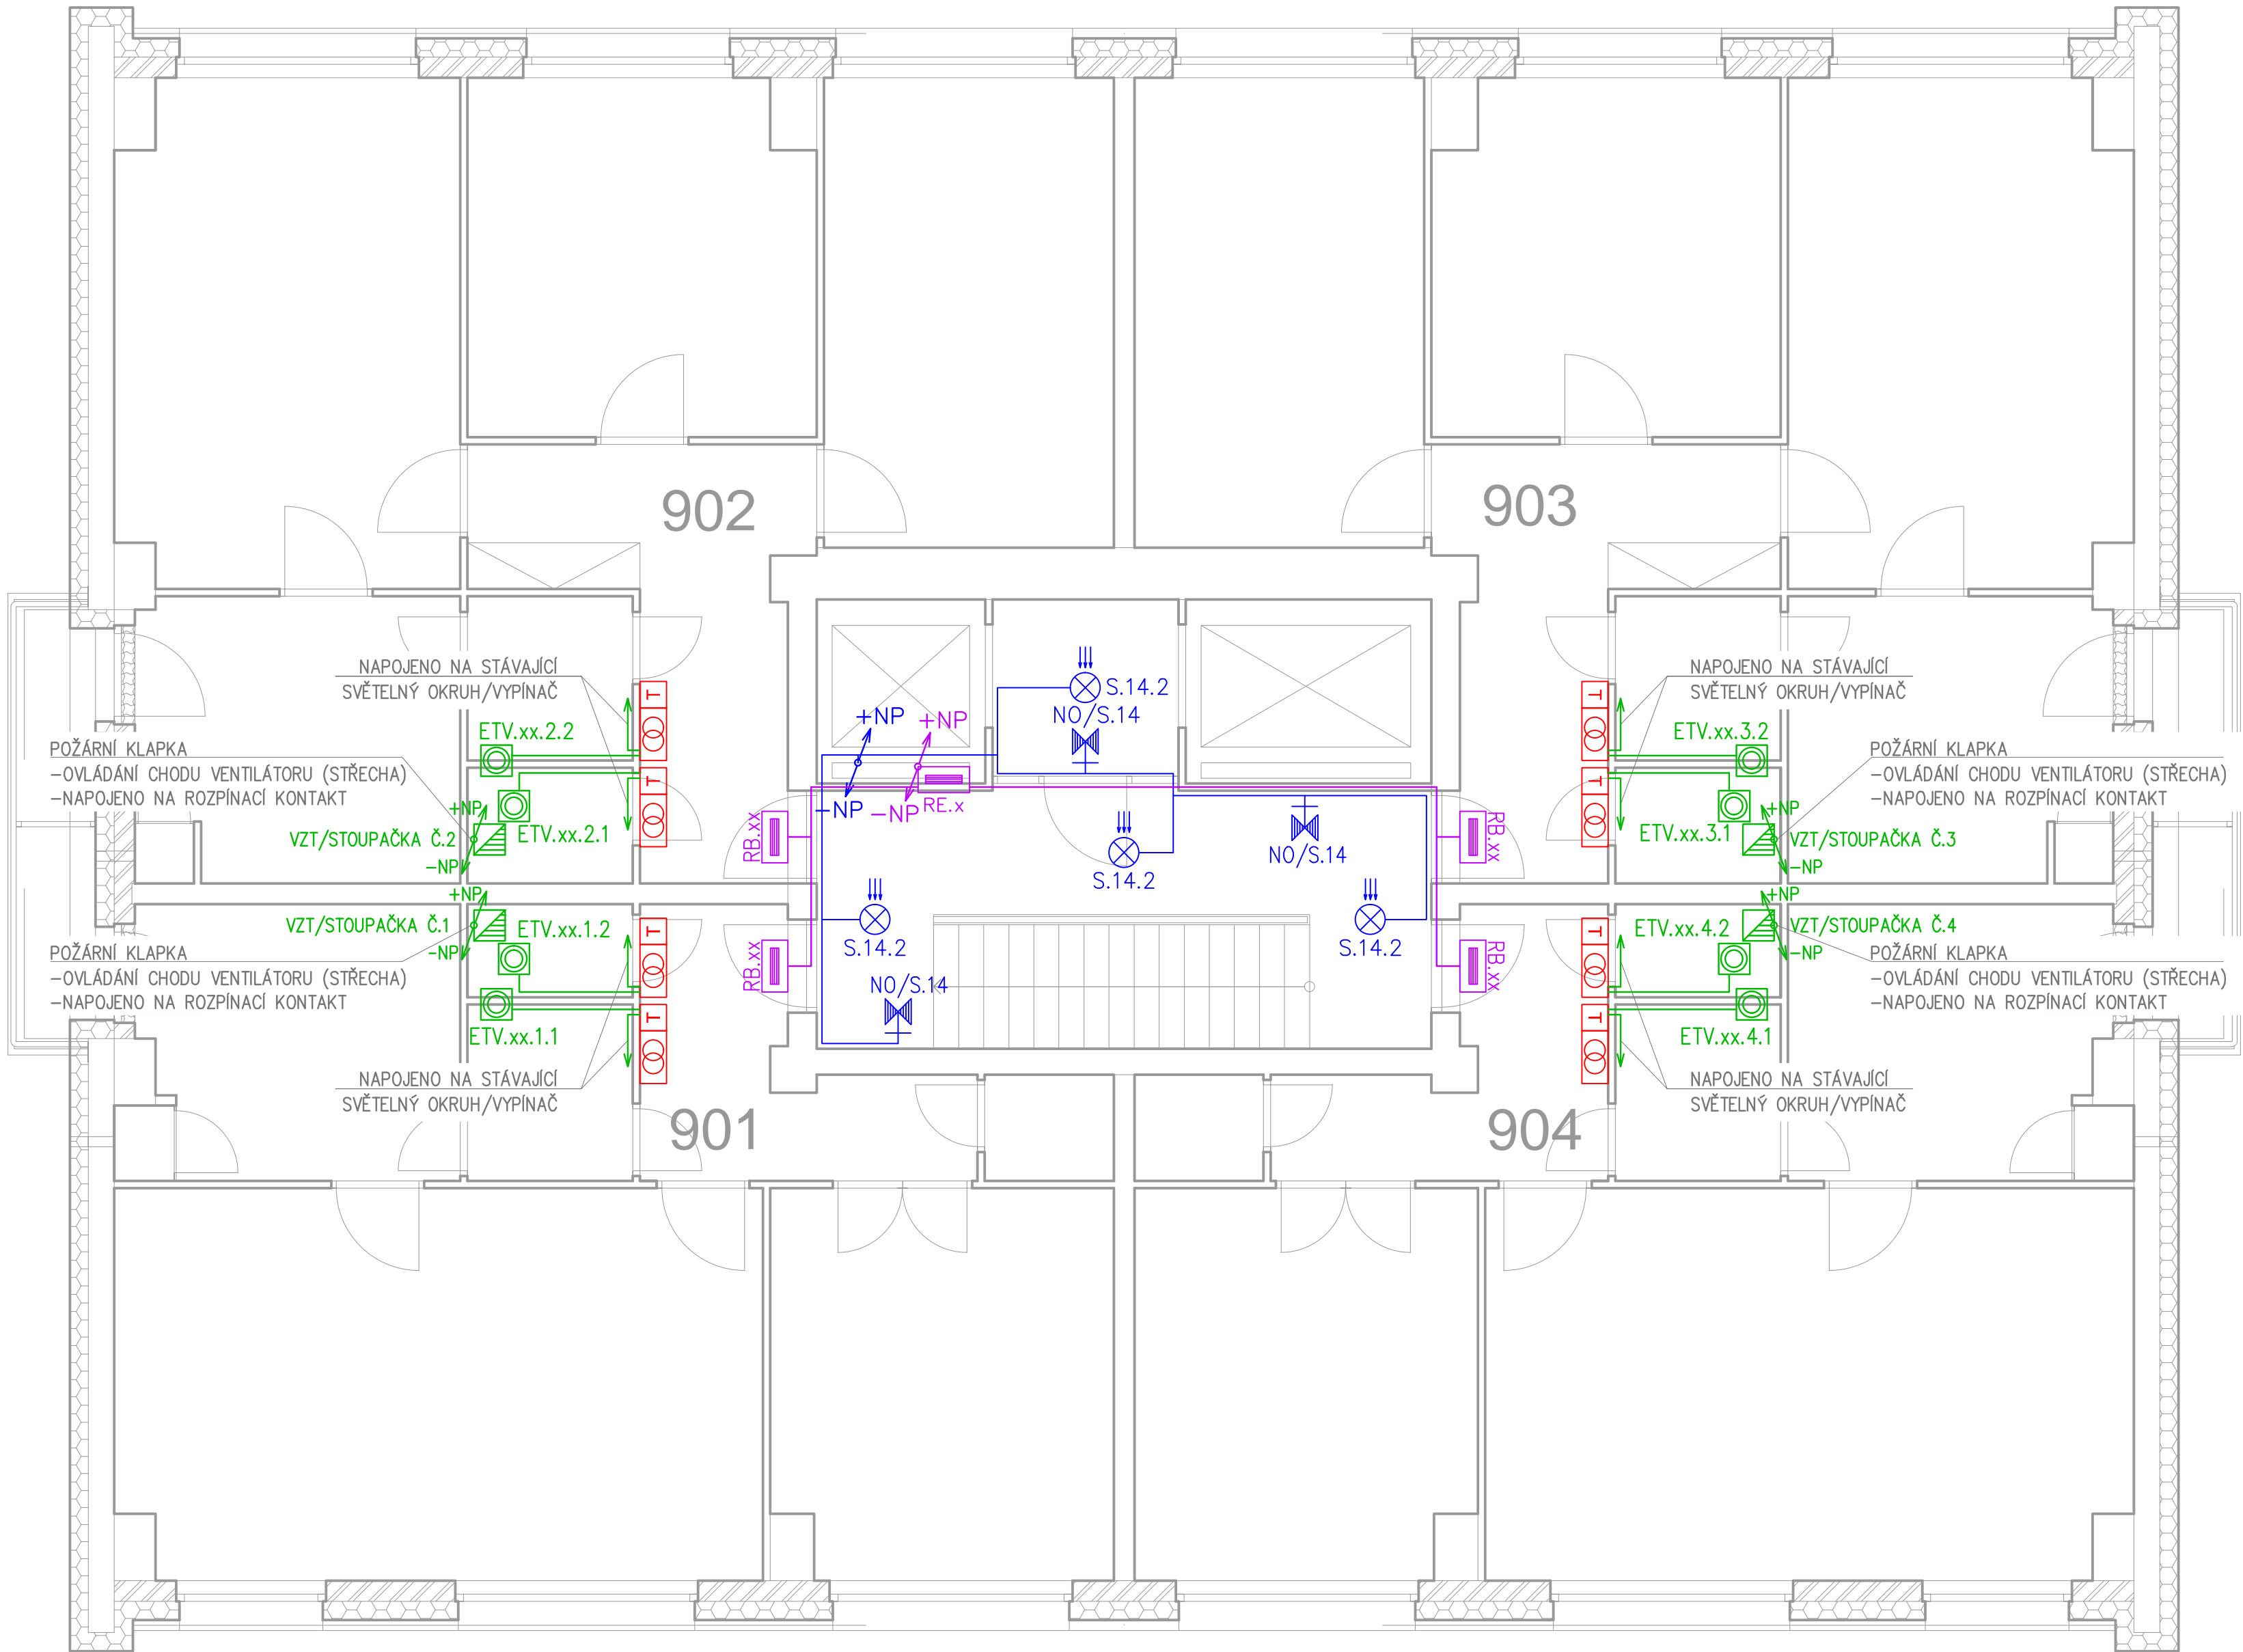 902
903
NAPOJENO NA STÁVAJÍCÍ
SVĚTELNÝ OKRUH/VYPÍNAČ
T
S.14.2
NO/S.14
+NP
+NP
-NP
-NP
RE.x
T
NAPOJENO NA STÁVAJÍCÍ
SVĚTELNÝ OKRUH/VYPÍNAČ
ETV.xx.2.2
ETV.xx.3.2
POŽÁRNÍ KLAPKA
-OVLÁDÁNÍ CHODU VENTILÁTORU (STŘECHA)
-NAPOJENO NA ROZPÍNACÍ KONTAKT
T
T
POŽÁRNÍ KLAPKA
-OVLÁDÁNÍ CHODU VENTILÁTORU (STŘECHA)
-NAPOJENO NA ROZPÍNACÍ KONTAKT
+NP
ETV.xx.2.1
VZT/STOUPAČKA Č.2
-NP
RB.xx
S.14.2
NO/S.14
RB.xx
ETV.xx.3.1
+NP
VZT/STOUPAČKA Č.3
-NP
+NP
VZT/STOUPAČKA Č.1
-NP
ETV.xx.1.2
T
RB.xx
S.14.2
NO/S.14
S.14.2
RB.xx
T
ETV.xx.4.2
+NP
VZT/STOUPAČKA Č.4
-NP
POŽÁRNÍ KLAPKA
-OVLÁDÁNÍ CHODU VENTILÁTORU (STŘECHA)
-NAPOJENO NA ROZPÍNACÍ KONTAKT
POŽÁRNÍ KLAPKA
-OVLÁDÁNÍ CHODU VENTILÁTORU (STŘECHA)
-NAPOJENO NA ROZPÍNACÍ KONTAKT
ETV.xx.1.1
T
T
ETV.xx.4.1
NAPOJENO NA STÁVAJÍCÍ
SVĚTELNÝ OKRUH/VYPÍNAČ
NAPOJENO NA STÁVAJÍCÍ
SVĚTELNÝ OKRUH/VYPÍNAČ
901
904